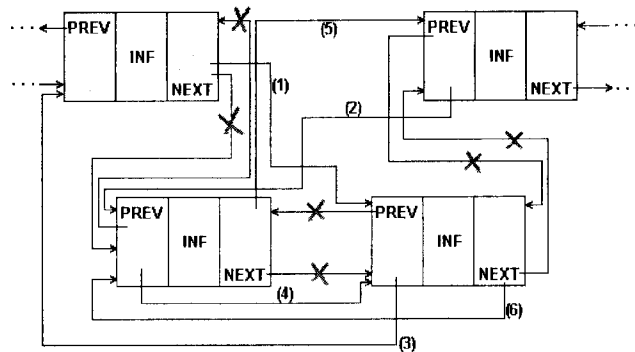 PREV
INF
NEXT
(5)
PREV
INF
NEXT
(1)
(2)
PREV
INF
NEXT
PREV
INF
NEXT
(4)
(6)
(3)